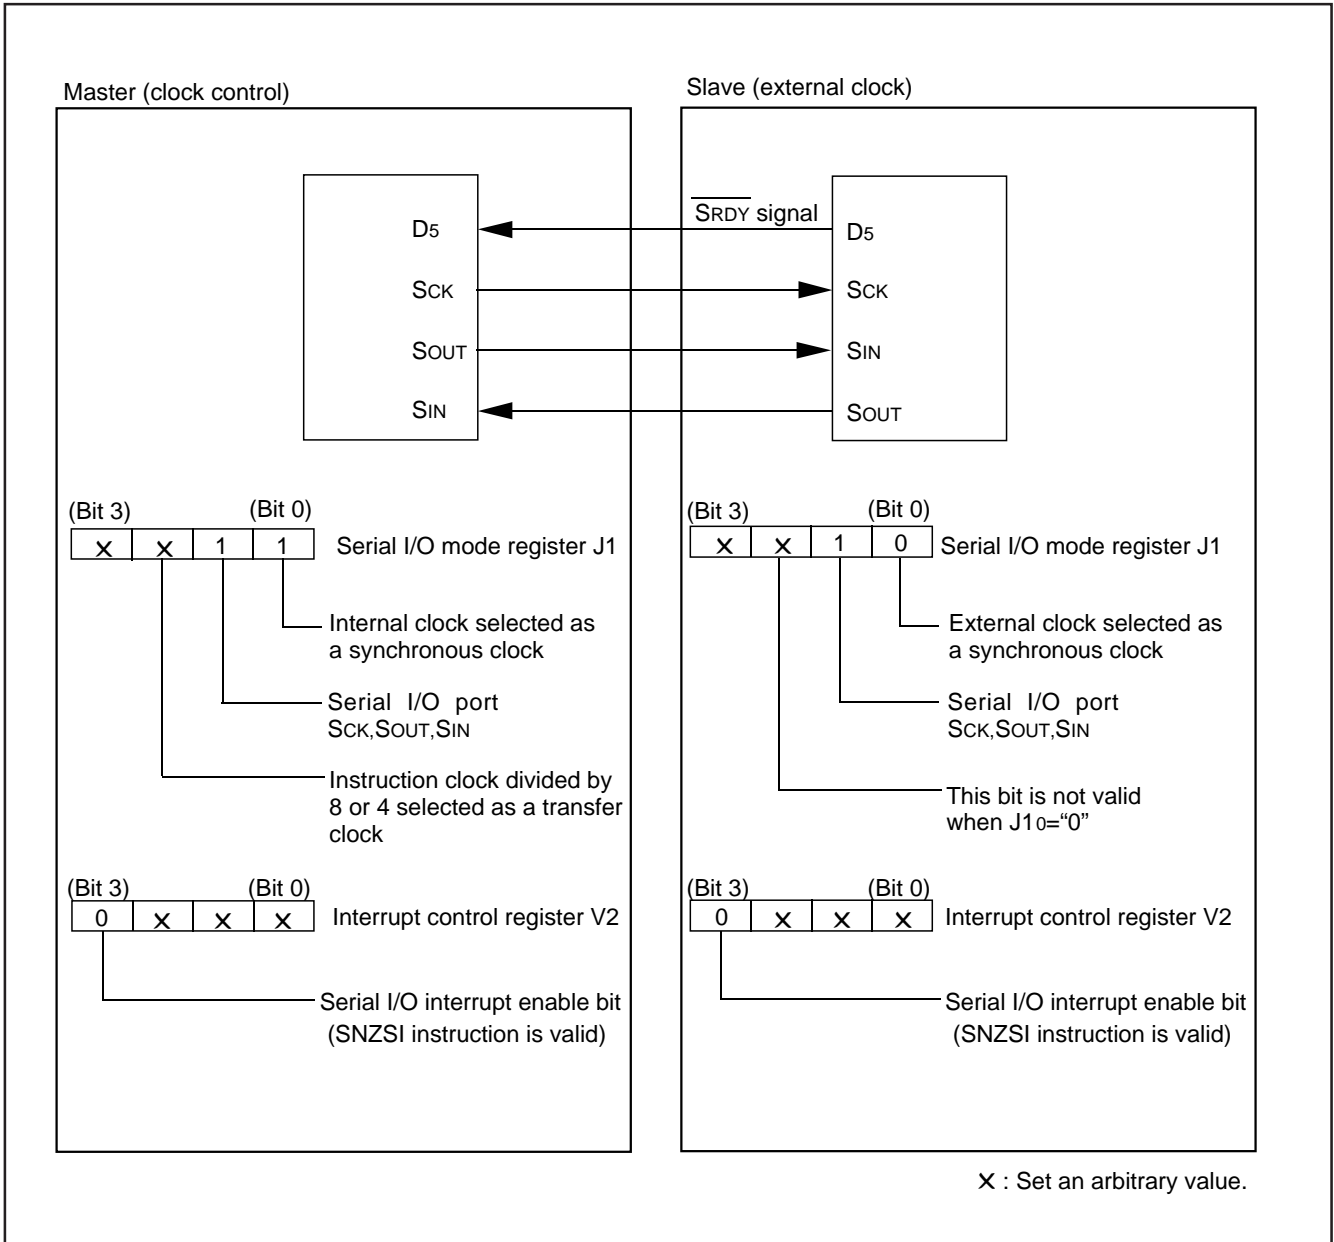 Master (clock control)
D5
SCK
SOUT
SIN
(Bit 3) (Bit 0)
× × 1 1 Serial I/O mode register J1
Internal clock selected as
a synchronous clock
Serial I/O port
SCK,SOUT,SIN
Instruction clock divided by
8 or 4 selected as a transfer
clock
(Bit 3) (Bit 0)
0 × × × Interrupt control register V2
Serial I/O interrupt enable bit
(SNZSI instruction is valid)
SRDY signal
Slave (external clock)
D5
SCK
SIN
SOUT
(Bit 3) (Bit 0)
× × 1 0 Serial I/O mode register J1
External clock selected as
a synchronous clock
Serial I/O port
SCK,SOUT,SIN
This bit is not valid
when J10=“0”
(Bit 3) (Bit 0)
0 × × × Interrupt control register V2
Serial I/O interrupt enable bit
(SNZSI instruction is valid)
× : Set an arbitrary value.